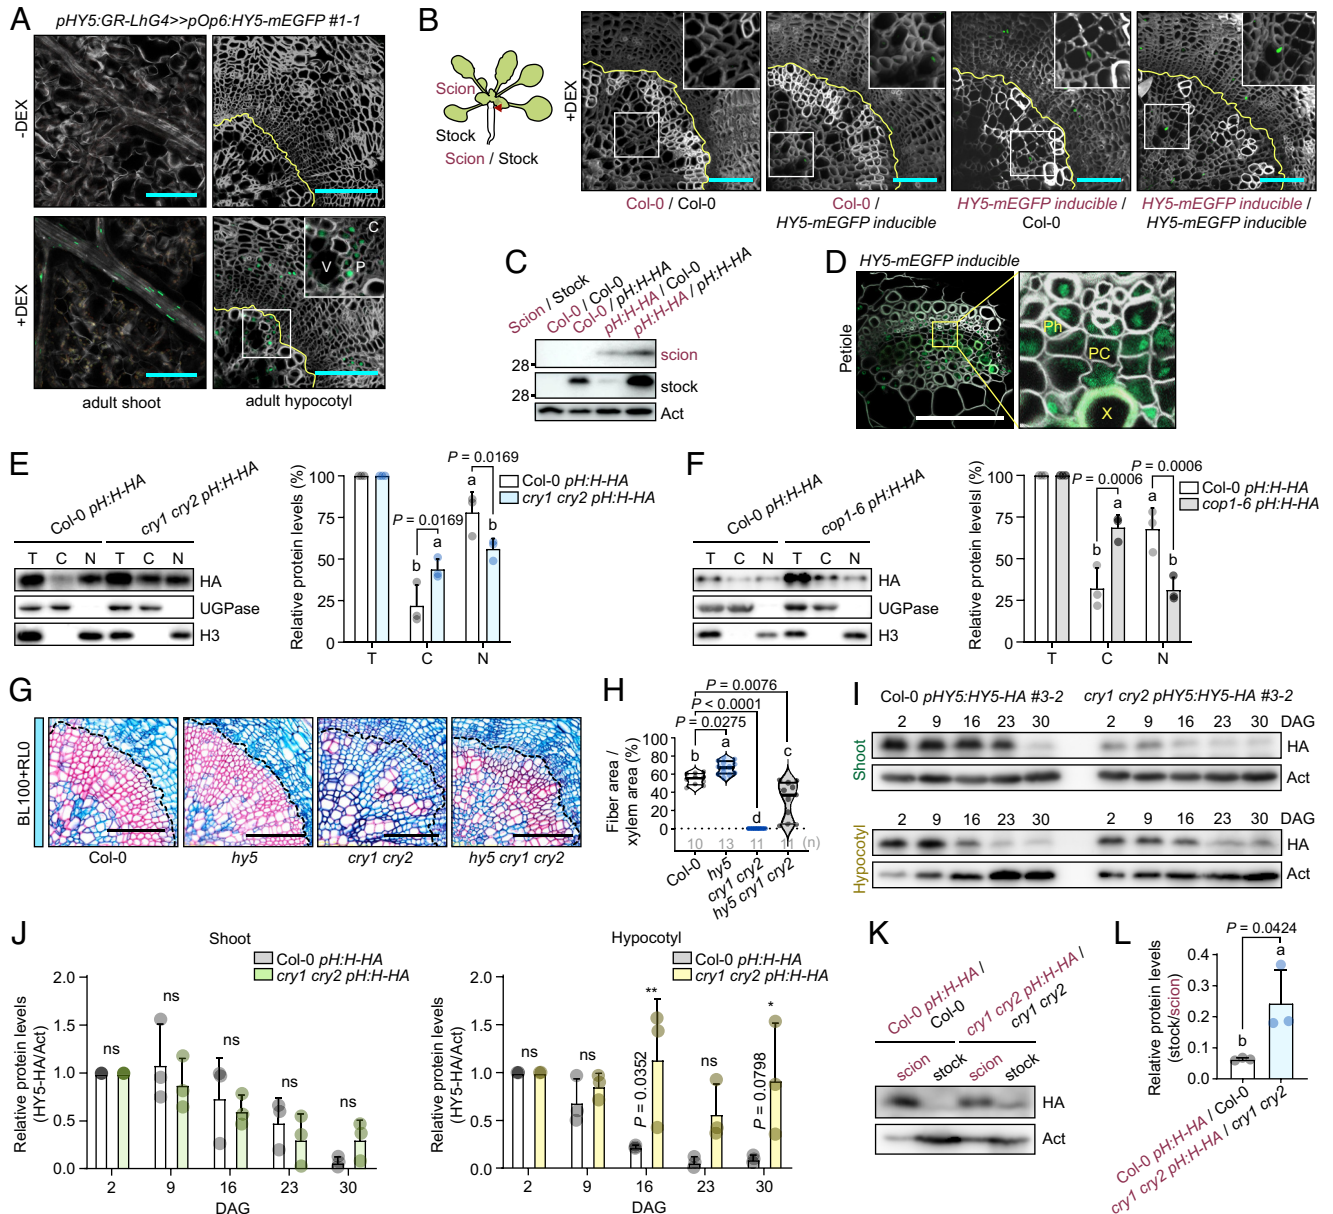 A
pHY5:GR-LhG4>>pOp6:HY5-mEGFP #1-1
-DEX
+DEX
C
V
P
adult shoot
adult hypocotyl
B
Scion
Stock
Scion / Stock
+DEX
Col-0 / Col-0
Col-0 /
HY5-mEGFP inducible
HY5-mEGFP inducible /
Col-0
HY5-mEGFP inducible /
HY5-mEGFP inducible
C
Scion / Stock
Col-0 / Col-0
Col-0 / pH:H-HA
pH:H-HA / Col-0
pH:H-HA / pH:H-HA
28
scion
28
stock
Act
D
HY5-mEGFP inducible
Petiole
Ph
PC
X
E
Col-0 pH:H-HA
cry1 cry2 pH:H-HA
T C N T C N
HA
UGPase
H3
Relative protein levels (%)
100
75
50
25
T C N
P = 0.0169
P = 0.0169
b a a b
Col-0 pH:H-HA
cry1 cry2 pH:H-HA
F
Col-0 pH:H-HA
cop1-6 pH:H-HA
T C N T C N
HA
UGPase
H3
Relative protein levelsl (%)
100
75
50
25
0
T C N
P = 0.0006
P = 0.0006
b a a b
Col-0 pH:H-HA
cop1-6 pH:H-HA
G
BL100+RL0
Col-0
hy5
cry1 cry2
hy5 cry1 cry2
H
P = 0.0076
P < 0.0001
P = 0.0275
Fiber area /
xylem area (%)
100
80
60
40
20
0
b a d c
10 13 11 11 (n)
Col-0
hy5
cry1 cry2
hy5 cry1 cry2
I
Col-0 pHY5:HY5-HA #3-2
cry1 cry2 pHY5:HY5-HA #3-2
2 9 16 23 30 2 9 16 23 30 DAG
Shoot
HA
Act
2 9 16 23 30 2 9 16 23 30 DAG
Hypocotyl
HA
Act
J
Shoot
Col-0 pH:H-HA
cry1 cry2 pH:H-HA
Relative protein levels
(HY5-HA/Act)
2.0
1.5
1.0
0.5
0.0
ns ns ns ns ns
2 9 16 23 30
DAG
Hypocotyl
Col-0 pH:H-HA
cry1 cry2 pH:H-HA
Relative protein levels
(HY5-HA/Act)
2.0
1.5
1.0
0.5
0.0
ns ns ** ns *
P = 0.0352
P = 0.0798
2 9 16 23 30
DAG
K
Col-0 pH:H-HA /
Col-0
cry1 cry2 pH:H-HA /
cry1 cry2
scion stock scion stock
HA
Act
L
P = 0.0424
Relative protein levels
(stock/scion)
0.4
0.3
0.2
0.1
0.0
b a
Col-0 pH:H-HA / Col-0
cry1 cry2 pH:H-HA / cry1 cry2